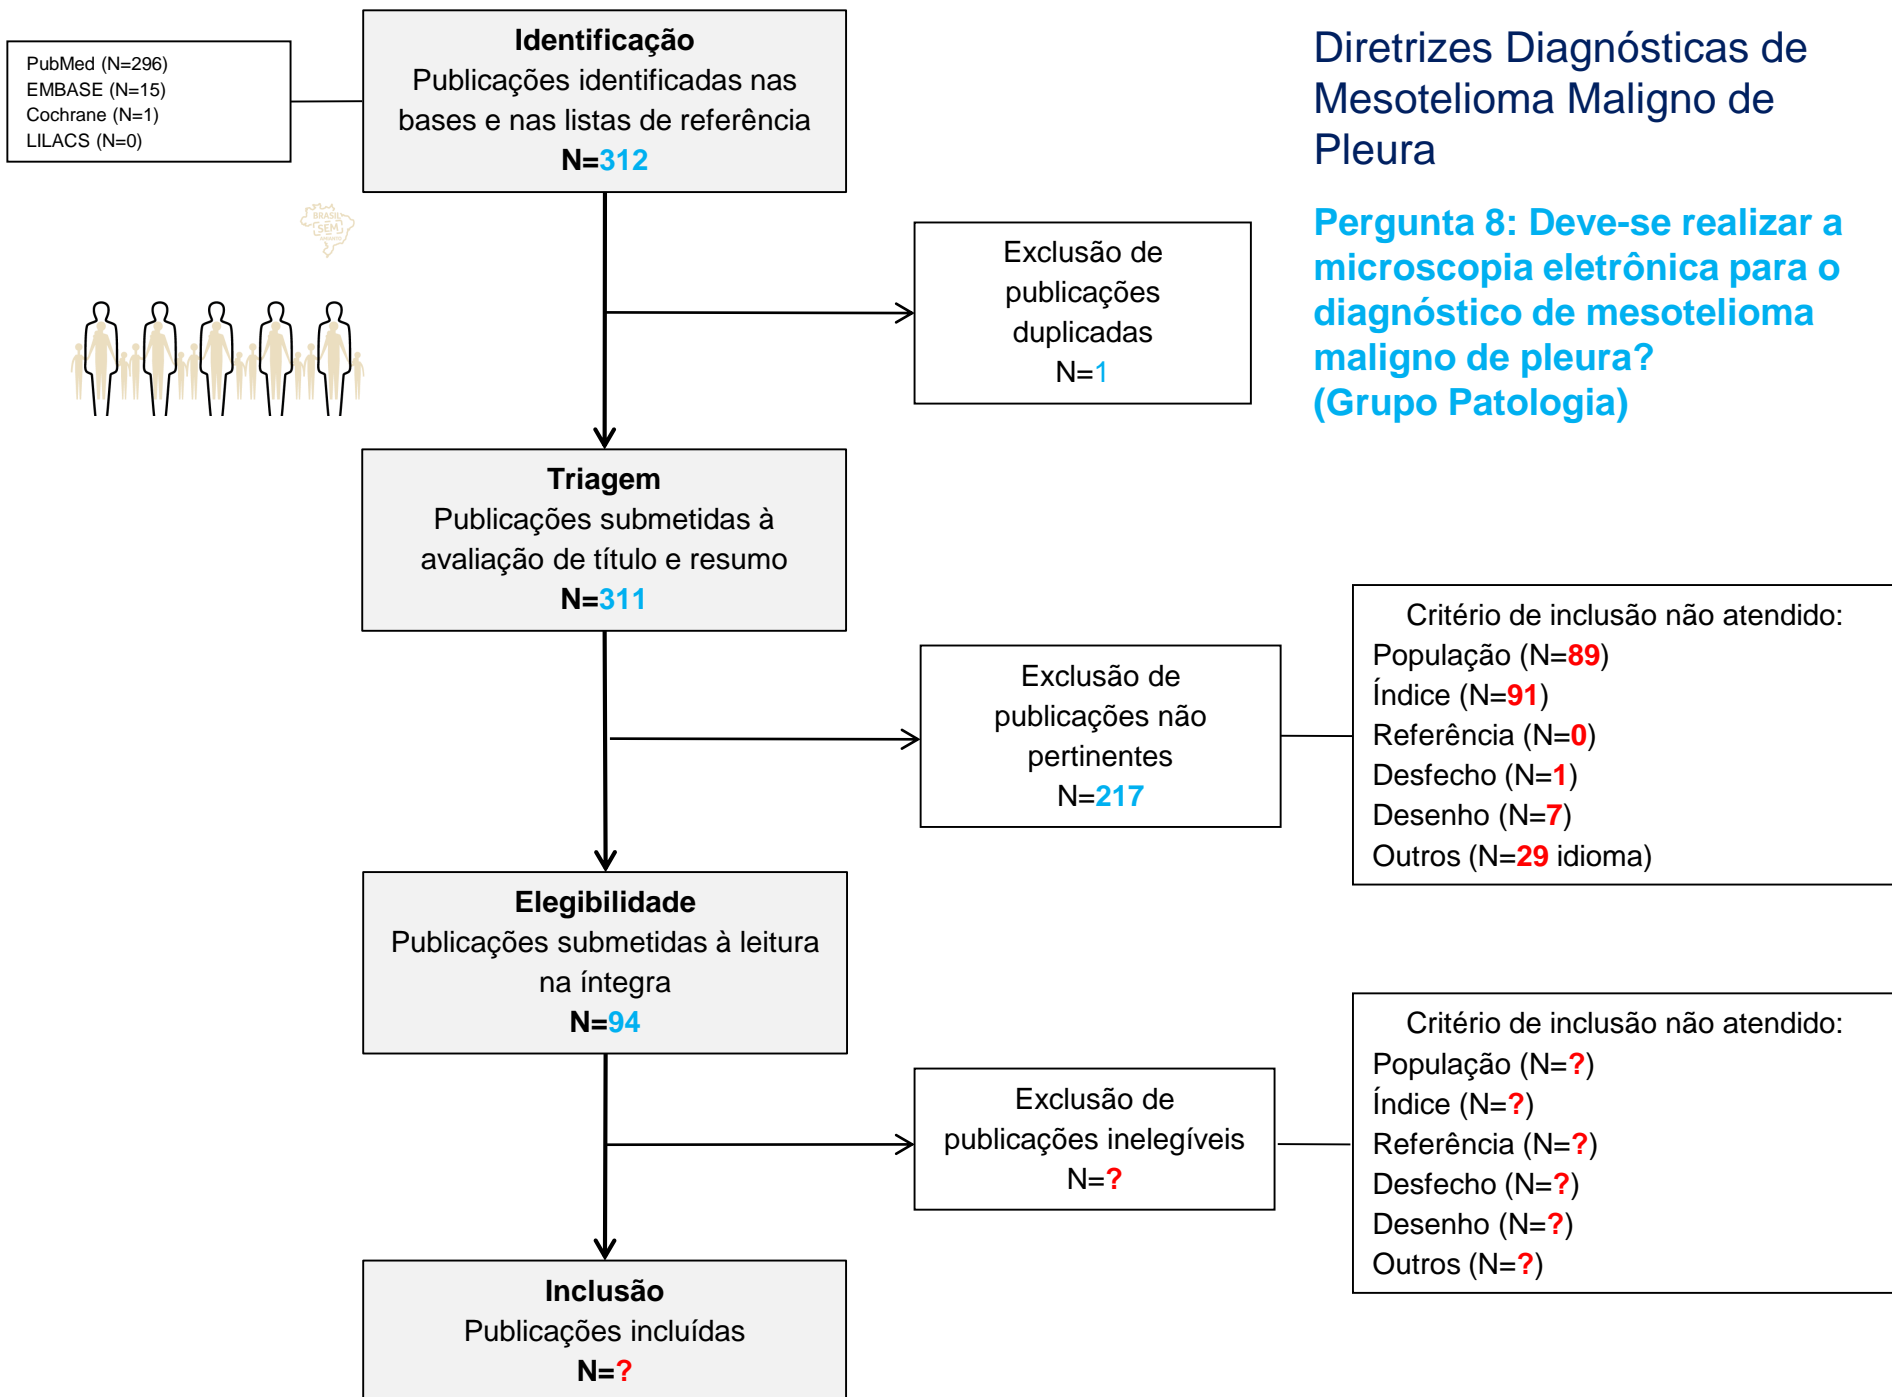 PubMed (N=296)
EMBASE (N=15)
Cochrane (N=1)
LILACS (N=0)
Identificação
Publicações identificadas nas
bases e nas listas de referência
N=312
Diretrizes Diagnósticas de
Mesotelioma Maligno de
Pleura
Pergunta 8: Deve-se realizar a
microscopia eletrônica para o
diagnóstico de mesotelioma
maligno de pleura?
(Grupo Patologia)
BRASIL
SEM
Exclusão de
publicações
duplicadas
N=1
Triagem
Publicações submetidas à
avaliação de título e resumo
N=311
Exclusão de
publicações não
pertinentes
N=217
Critério de inclusão não atendido:
População (N=89)
Índice (N=91)
Referência (N=0)
Desfecho (N=1)
Desenho (N=7)
Outros (N=29 idioma)
Elegibilidade
Publicações submetidas à leitura
na íntegra
N=94
Exclusão de
publicações inelegíveis
N=?
Critério de inclusão não atendido:
População (N=?)
Índice (N=?)
Referência (N=?)
Desfecho (N=?)
Desenho (N=?)
Outros (N=?)
Inclusão
Publicações incluídas
N=?